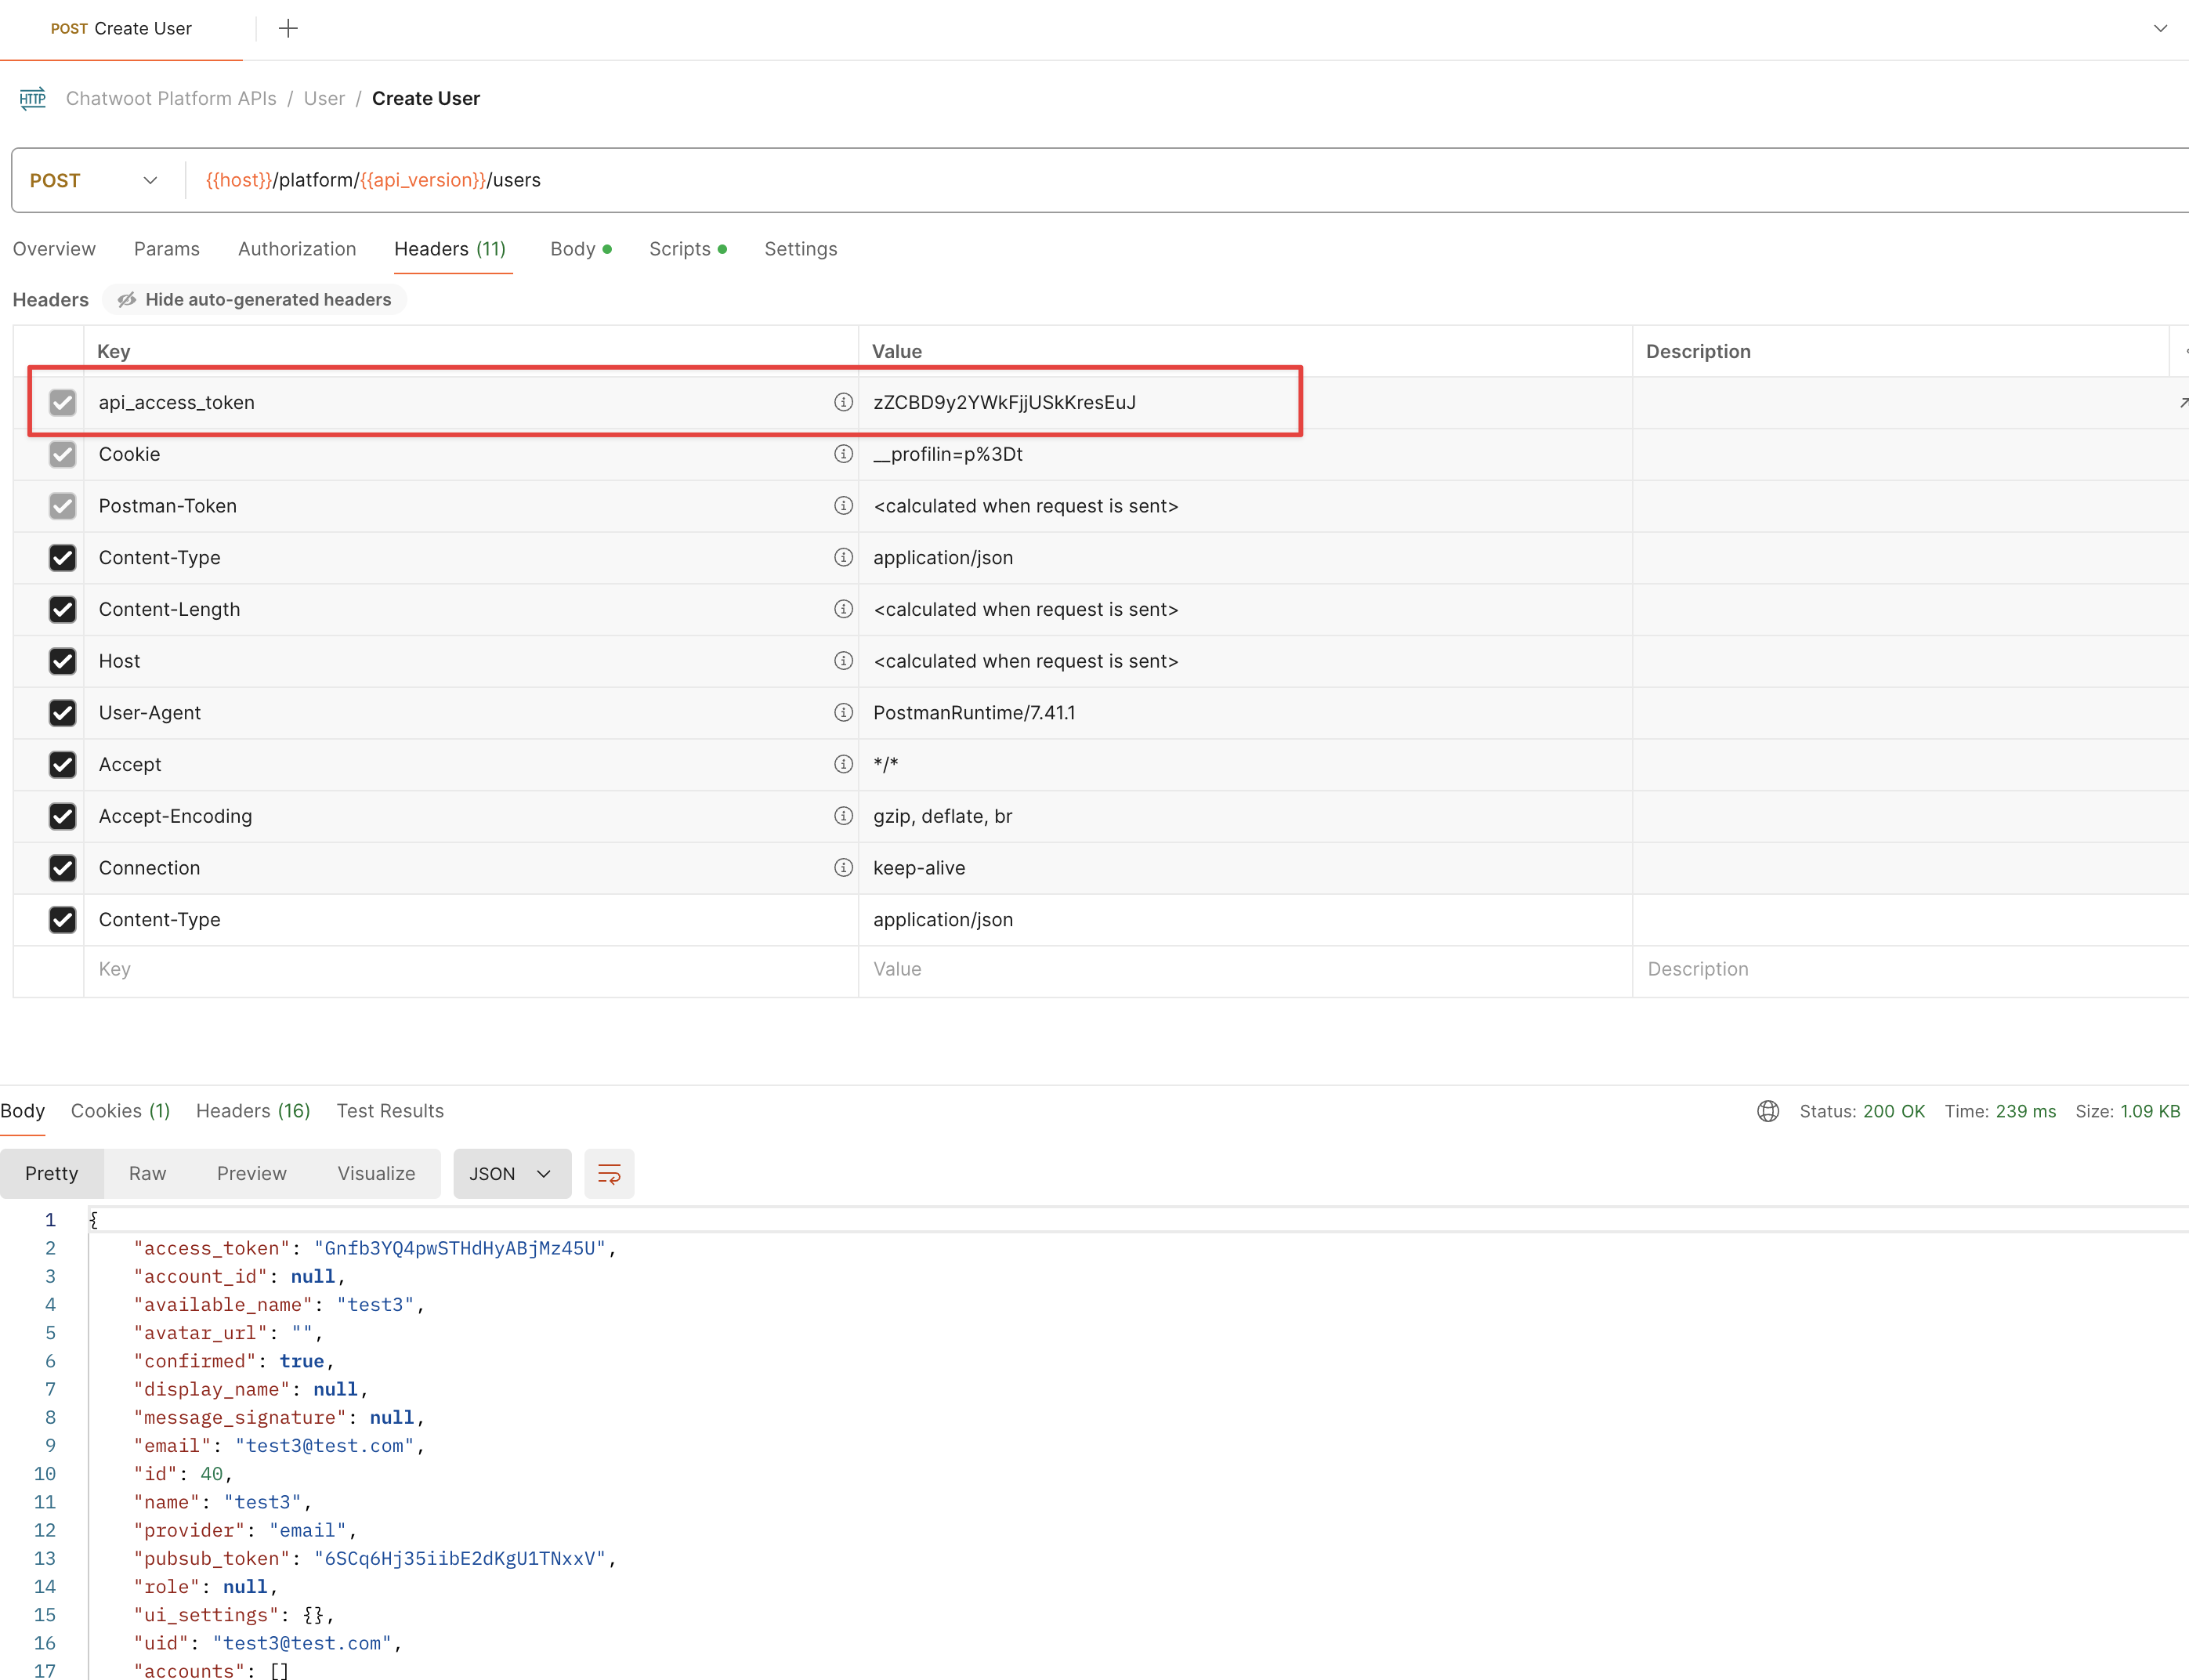 POST Create User
HTTP Chatwoot Platform APIs / User / Create User
POST {{host}}/platform/{{api_version}}/users
Overview Params Authorization Headers (11) Body Scripts Settings
Headers Hide auto-generated headers
Key Value Description
api_access_token zZCBD9y2YWkFjjUSkKresEuJ
Cookie __profilin=p%3Dt
Postman-Token <calculated when request is sent>
Content-Type application/json
Content-Length <calculated when request is sent>
Host <calculated when request is sent>
User-Agent PostmanRuntime/7.41.1
Accept */*
Accept-Encoding gzip, deflate, br
Connection keep-alive
Content-Type application/json
Key Value Description
Body Cookies (1) Headers (16) Test Results Status: 200 OK Time: 239 ms Size: 1.09 KB
Pretty Raw Preview Visualize JSON
1 {
2 "access_token": "Gnfb3YQ4pwSTHdHyABjMz45U",
3 "account_id": null,
4 "available_name": "test3",
5 "avatar_url": "",
6 "confirmed": true,
7 "display_name": null,
8 "message_signature": null,
9 "email": "test3@test.com",
10 "id": 40,
11 "name": "test3",
12 "provider": "email",
13 "pubsub_token": "6SCq6Hj35iibE2dKgU1TNxxV",
14 "role": null,
15 "ui_settings": {},
16 "uid": "test3@test.com",
17 "accounts": []